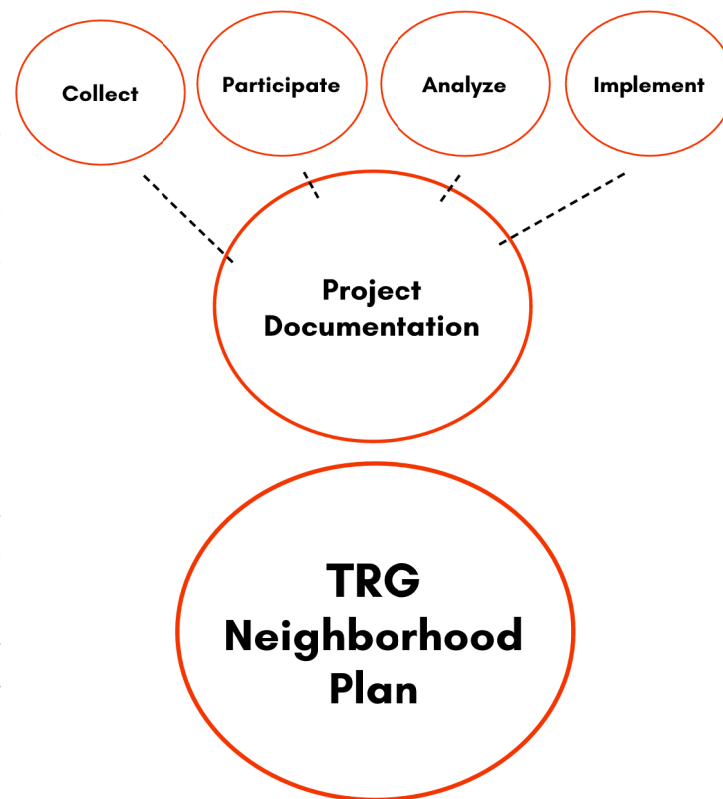 Collect
Participate
Analyze
Implement
Project
Documentation
TRG
Neighborhood
Plan